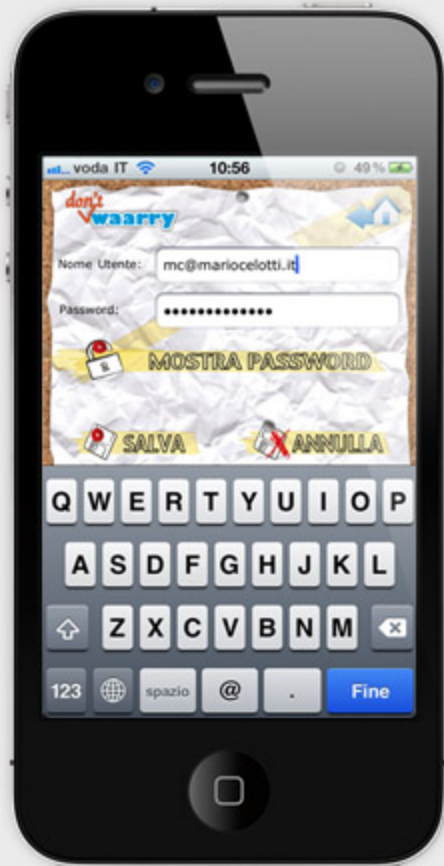 voda IT 10:56 49%
don't
waarry
Nome Utente: mc@mariocelotti.it
Password: •••••••••••••
MOSTRA PASSWORD
SALVA ANNULLA
Q W E R T Y U I O P
A S D F G H J K L
Z X C V B N M
123 spazio @ . Fine